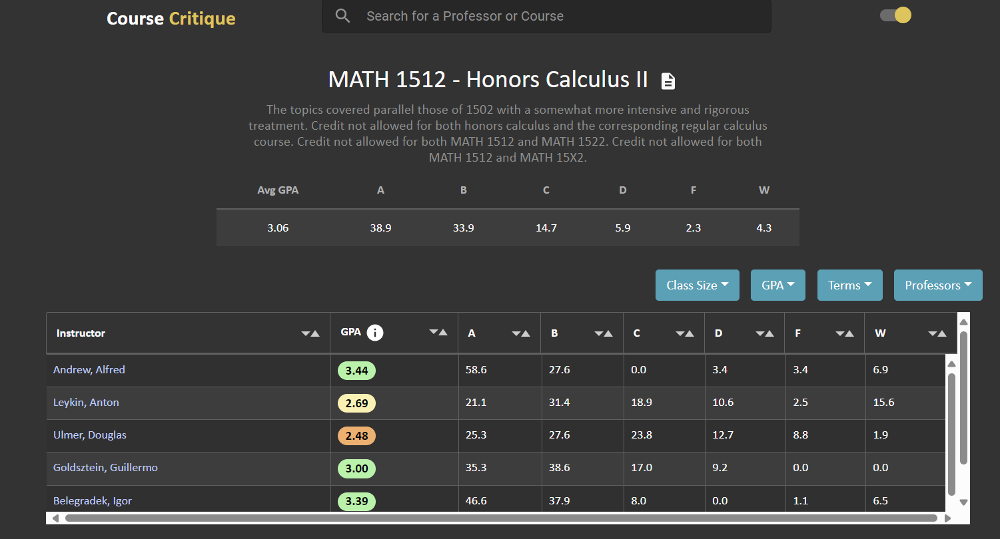 Course Critique
Search for a Professor or Course
MATH 1512 - Honors Calculus II
The topics covered parallel those of 1502 with a somewhat more intensive and rigorous
treatment. Credit not allowed for both honors calculus and the corresponding regular calculus
course. Credit not allowed for both MATH 1512 and MATH 1522. Credit not allowed for both
MATH 1512 and MATH 15X2.
Avg GPA A B C D F W
3.06 38.9 33.9 14.7 5.9 2.3 4.3
Class Size GPA Terms Professors
Instructor GPA i A B C D F W
Andrew, Alfred 3.44 58.6 27.6 0.0 3.4 3.4 6.9
Leykin, Anton 2.69 21.1 31.4 18.9 10.6 2.5 15.6
Ulmer, Douglas 2.48 25.3 27.6 23.8 12.7 8.8 1.9
Goldsztein, Guillermo 3.00 35.3 38.6 17.0 9.2 0.0 0.0
Belegradek, Igor 3.39 46.6 37.9 8.0 0.0 1.1 6.5